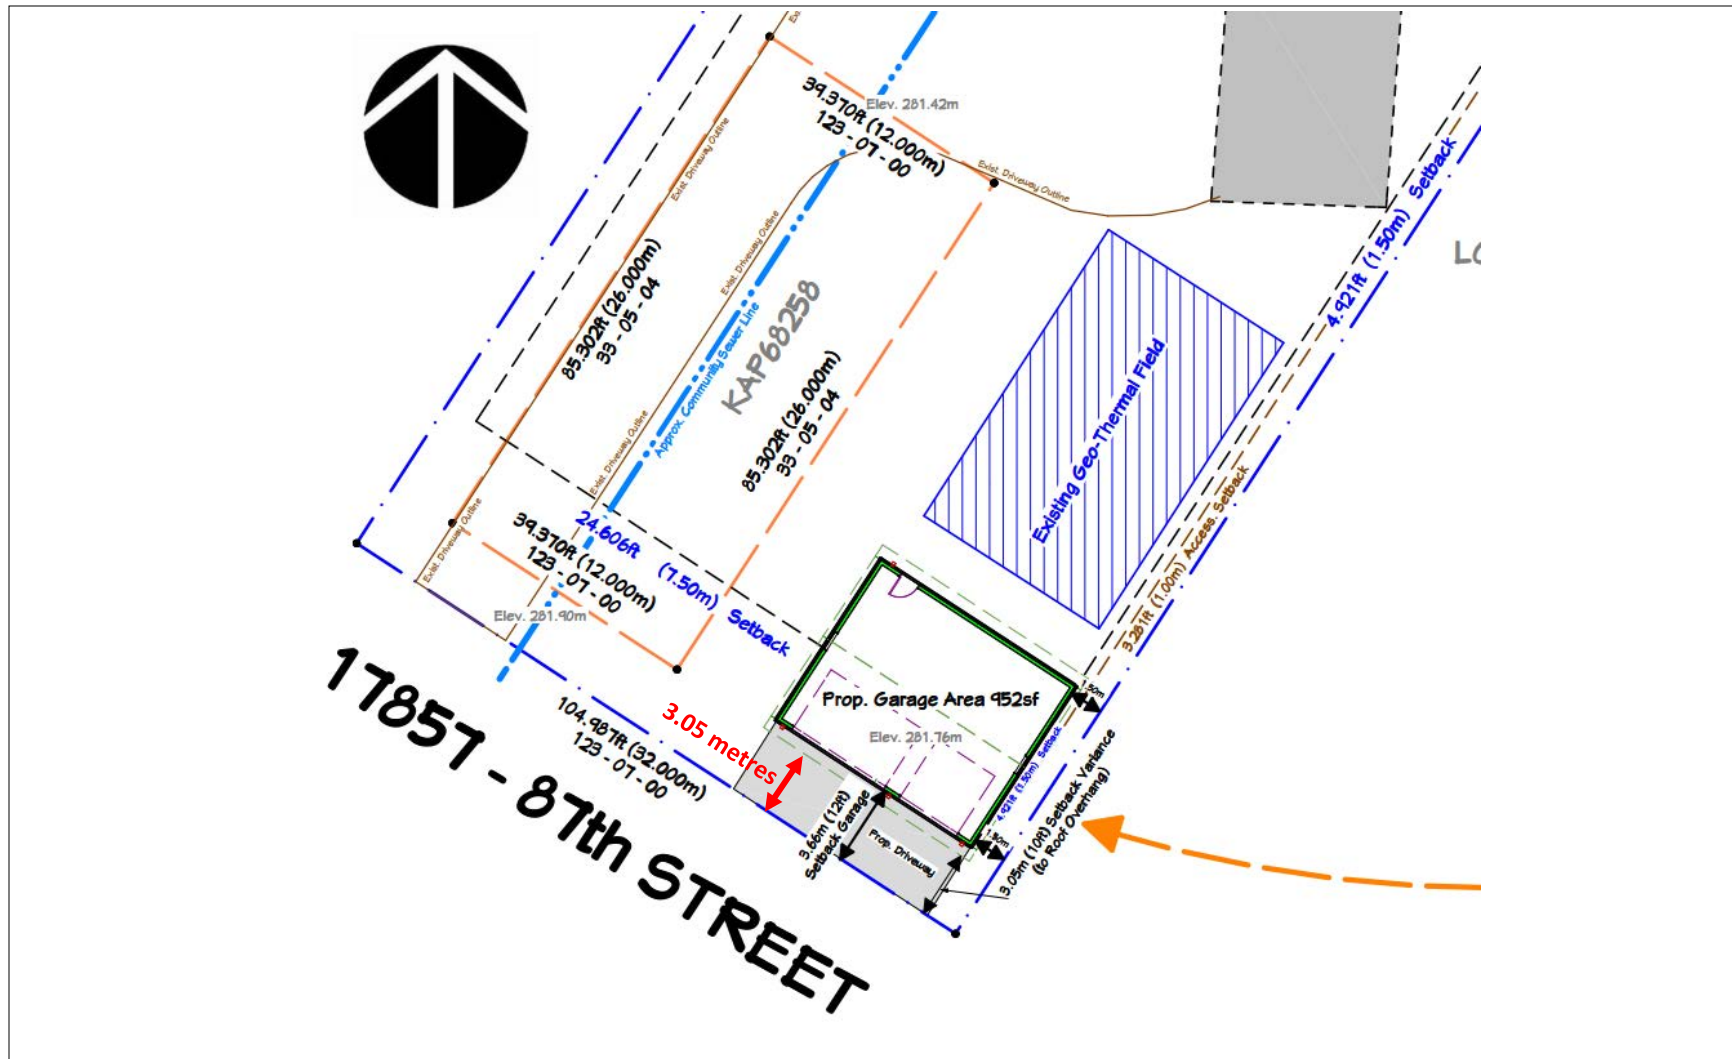 Exist. Driveway Outline
39.370ft (12.000m)
123 - 07 - 00
Elev. 281.42m
Exist. Driveway Outline
Exist. Driveway Outline
4.921ft (1.50m) Setback
85.302ft (26.000m)
33 - 05 - 04
Exist. Driveway Outline
Approx. Community Sewer Line
KAP68258
85.302ft (26.000m)
33 - 05 - 04
Existing Geo-Thermal Field
Exist. Driveway Outline
Exist. Driveway Outline
24.606ft (7.50m) Setback
39.370ft (12.000m)
123 - 07 - 00
Elev. 281.90m
3.281ft (1.00m) Access. Setback
1.50m
Prop. Garage Area 952sf
Elev. 281.76m
3.05 metres
104.987ft (32.000m)
123 - 07 - 00
17857 - 87th STREET
4.921ft (1.50m) Setback
3.66m (12ft)
Setback Garage
Prop. Driveway
1.50m
3.05m (10ft) Setback Variance
(to Roof Overhang)